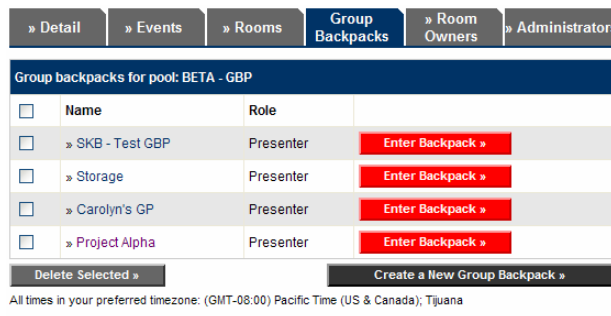 » Detail
» Events
» Rooms
Group
Backpacks
» Room
Owners
» Administrator
Group backpacks for pool: BETA - GBP
Name Role
» SKB - Test GBP Presenter Enter Backpack »
» Storage Presenter Enter Backpack »
» Carolyn's GP Presenter Enter Backpack »
» Project Alpha Presenter Enter Backpack »
Delete Selected » Create a New Group Backpack »
All times in your preferred timezone: (GMT-08:00) Pacific Time (US & Canada); Tijuana